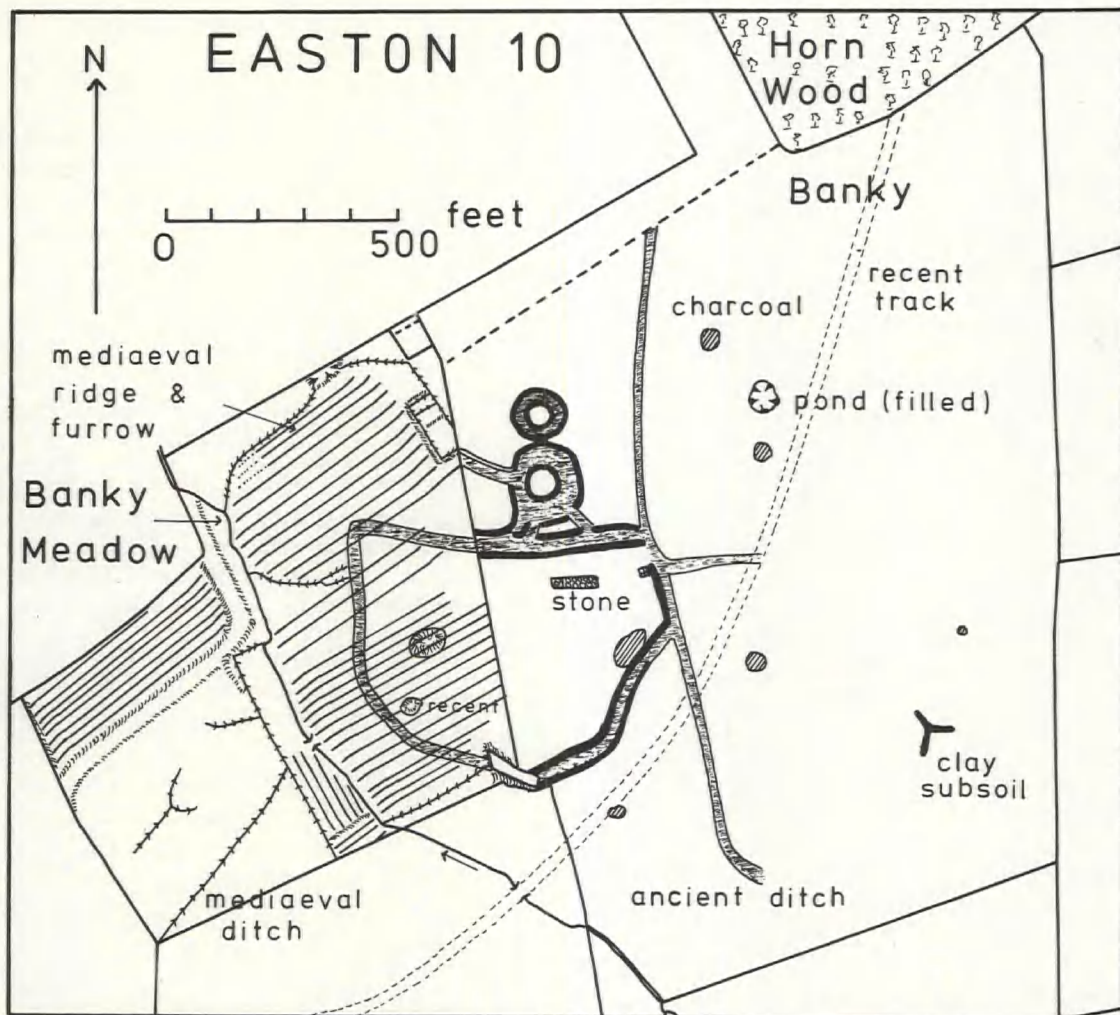 N
EASTON 10
Horn
Wood
Banky
feet
0
500
recent
track
charcoal
mediaeval
ridge &
furrow
pond (filled)
Banky
Meadow
stone
recent
clay
subsoil
mediaeval
ditch
ancient ditch